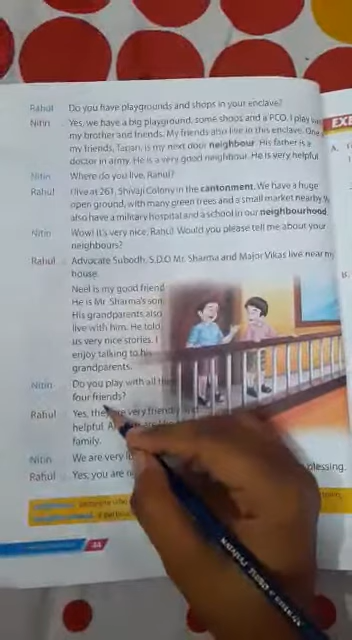 Rahul : Do you have playgrounds and shops in your enclave?
Nitin : Yes, we have a big playground, some shops and a PCO. I play with
my brother and friends. My friends also live in this enclave. One
my friends, Tapan, is my next door neighbour. His father is a
doctor in army. He is a very good neighbour. He is very helpful
Nitin : Where do you live, Rahul?
Rahul : I live at 261, Shivaji Colony in the cantonment. We have a huge
open ground, with many green trees and a small market nearby. We
also have a military hospital and a school in our neighbourhood.
Nitin : Wow! It's very nice, Rahul. Would you please tell me about your
neighbours?
Rahul : Advocate Subodh, S.D.O Mr. Sharma and Major Vikas live near my
house.
Neel is my good friend
He is Mr. Sharma's son.
His grandparents also
live with him. He told
us very nice stories. I
enjoy talking to his
grandparents.
Nitin : Do you play with all the
four friends?
Rahul : Yes, they are very friendly and
helpful
family.
Nitin : We are very
blessing.
Rahul : Yes, you are
44
EXE
A.
B.